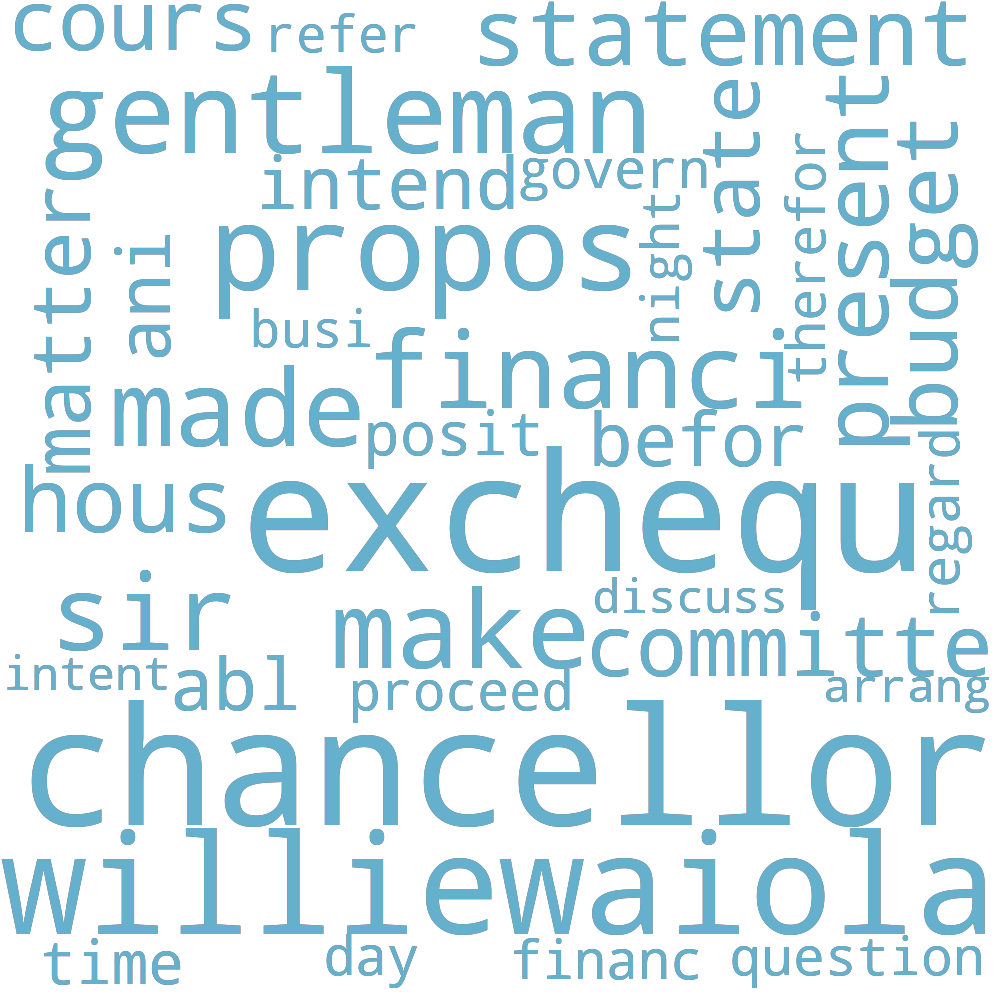 cours
refer
statement
gentleman
intend
govern
state
therefor
present
budget
matter
ani
propos
night
busi
financi
made
posit
befor
regard
hous
exchequ
sir
make
discuss
committe
intent
abl
proceed
arrang
chancellor
williewaiola
time
day
financ
question